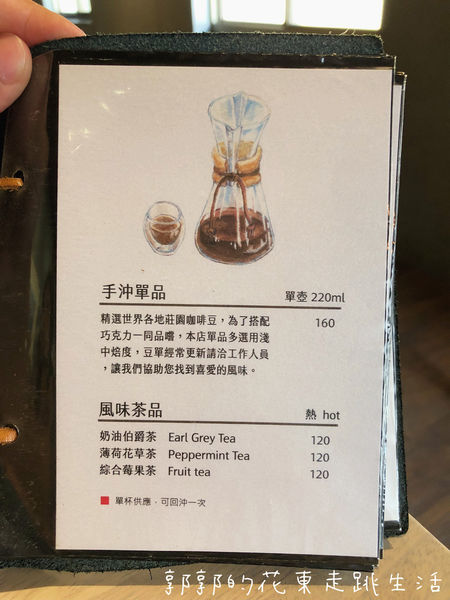 手沖單品 單壺 220ml
精選世界各地莊園咖啡豆，為了搭配 160
巧克力一同品嚐，本店單品多選用淺
中焙度，豆單經常更新請洽工作人員
，讓我們協助您找到喜愛的風味。
風味茶品 熱 hot
奶油伯爵茶 Earl Grey Tea 120
薄荷花草茶 Peppermint Tea 120
綜合莓果茶 Fruit tea 120
單杯供應，可回沖一次
郭郭的花東走跳生活